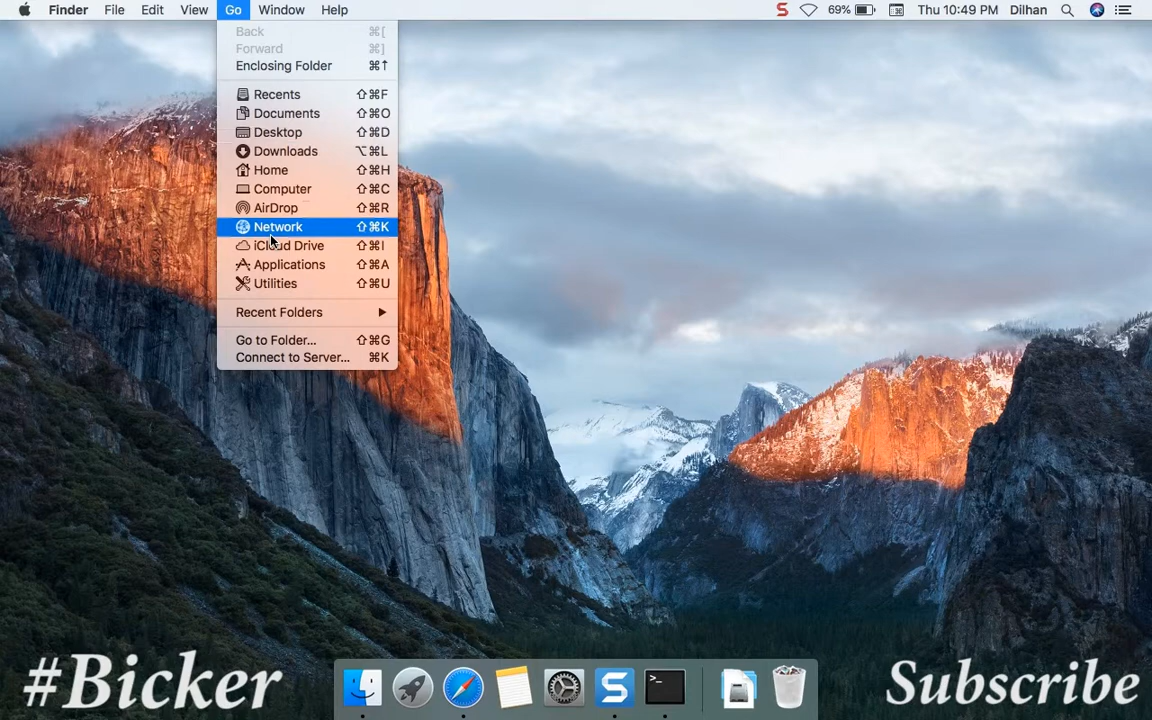 Finder File Edit View Go Window Help 69% Thu 10:49 PM Dilhan
Back ⌘[
Forward ⌘]
Enclosing Folder ⌘↑
Recents ⇧⌘F
Documents ⇧⌘O
Desktop ⇧⌘D
Downloads ⌥⌘L
Home ⇧⌘H
Computer ⇧⌘C
AirDrop ⇧⌘R
Network ⇧⌘K
iCloud Drive ⇧⌘I
Applications ⇧⌘A
Utilities ⇧⌘U
Recent Folders ▶
Go to Folder... ⇧⌘G
Connect to Server... ⌘K
#Bicker
Subscribe